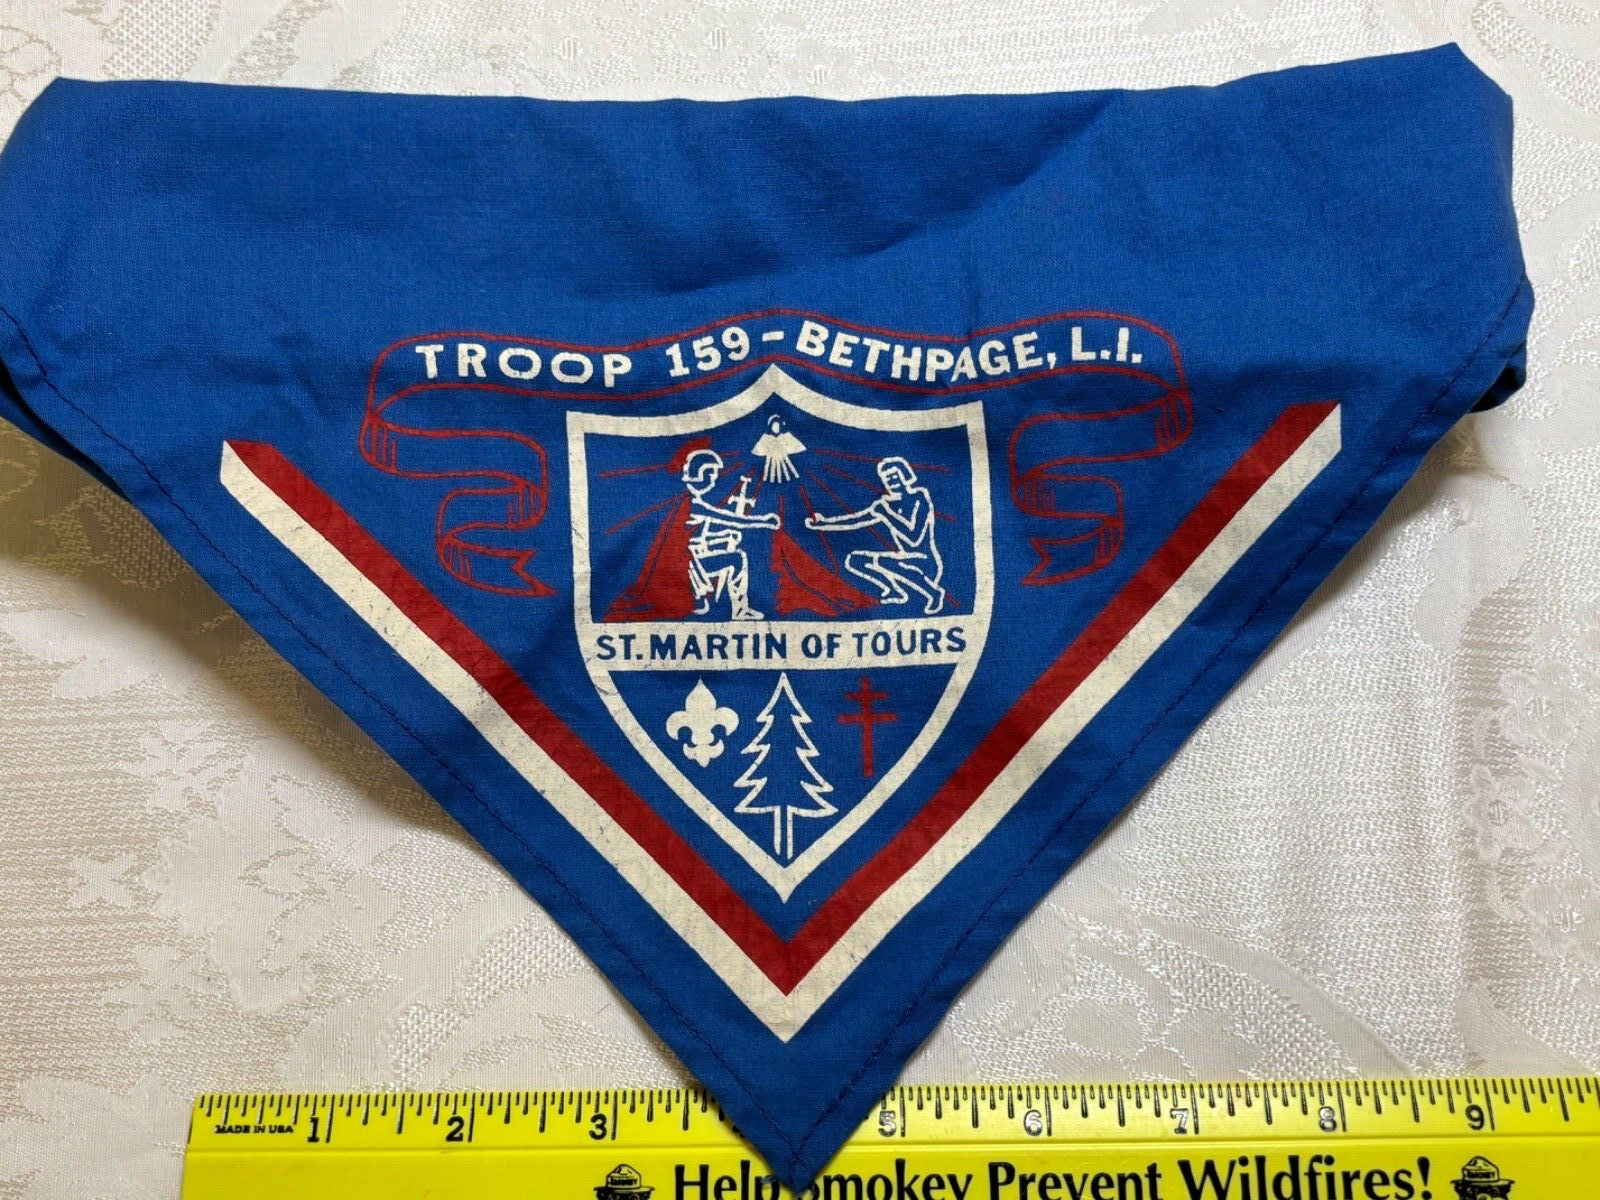 TROOP 159 - BETHPAGE, L.I.
ST. MARTIN OF TOURS
MADE IN USA 1 2 3 5 6 7 8 9
Help Smokey Prevent Wildfires!